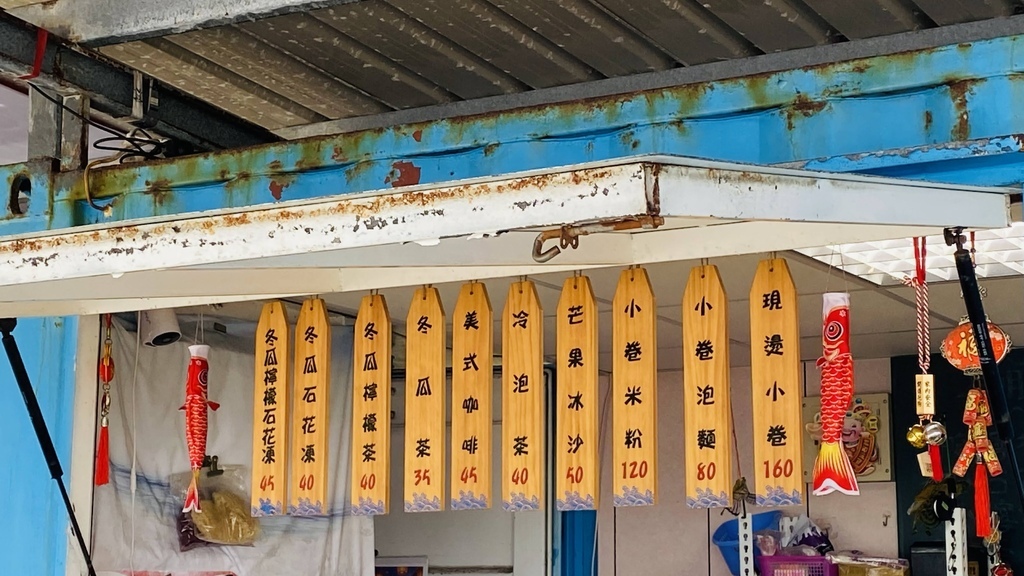 冬瓜檸檬石花凍
45
冬瓜石花凍
40
冬瓜檸檬茶
40
冬瓜茶
35
美式咖啡
45
冷泡茶
40
芒果冰沙
50
小卷米粉
120
小卷泡麵
80
現燙小卷
160
福